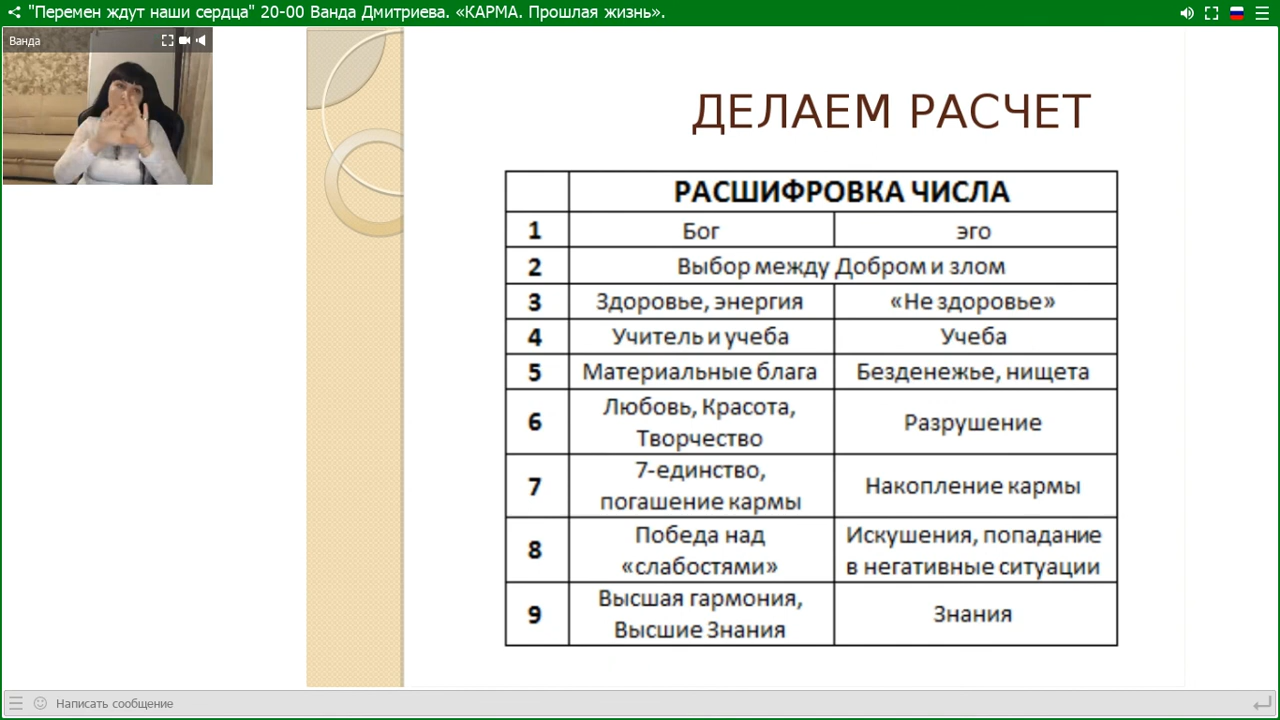 "Перемен ждут наши сердца" 20-00 Ванда Дмитриева. «КАРМА. Прошлая жизнь».
Ванда
ДЕЛАЕМ РАСЧЕТ
РАСШИФРОВКА ЧИСЛА
1 Бог эго
2 Выбор между Добром и злом
3 Здоровье, энергия «Не здоровье»
4 Учитель и учеба Учеба
5 Материальные блага Безденежье, нищета
6 Любовь, Красота,
Творчество Разрушение
7 7-единство,
погашение кармы Накопление кармы
8 Победа над
«слабостями» Искушения, попадание
в негативные ситуации
9 Высшая гармония,
Высшие Знания Знания
Написать сообщение